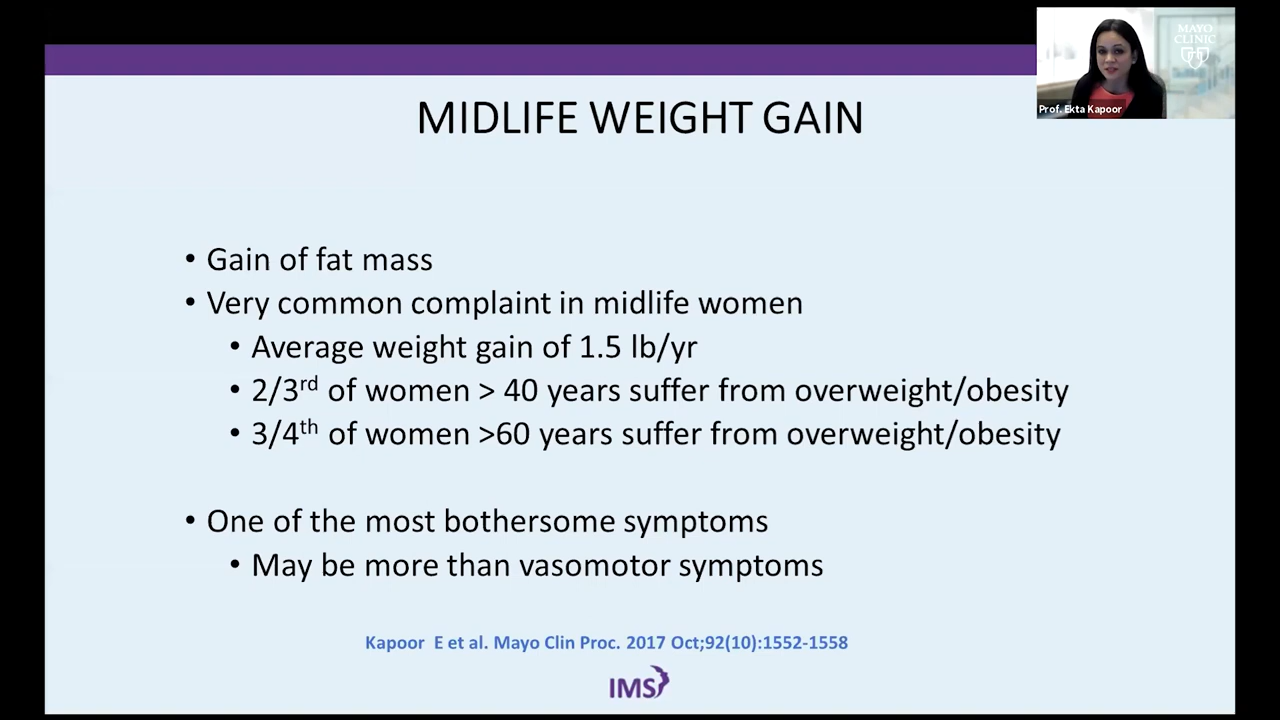 MAYO
CLINIC
Prof. Ekta Kapoor
MIDLIFE WEIGHT GAIN
• Gain of fat mass
• Very common complaint in midlife women
• Average weight gain of 1.5 lb/yr
• 2/3rd of women > 40 years suffer from overweight/obesity
• 3/4th of women >60 years suffer from overweight/obesity
• One of the most bothersome symptoms
• May be more than vasomotor symptoms
Kapoor E et al. Mayo Clin Proc. 2017 Oct;92(10):1552-1558
IMS